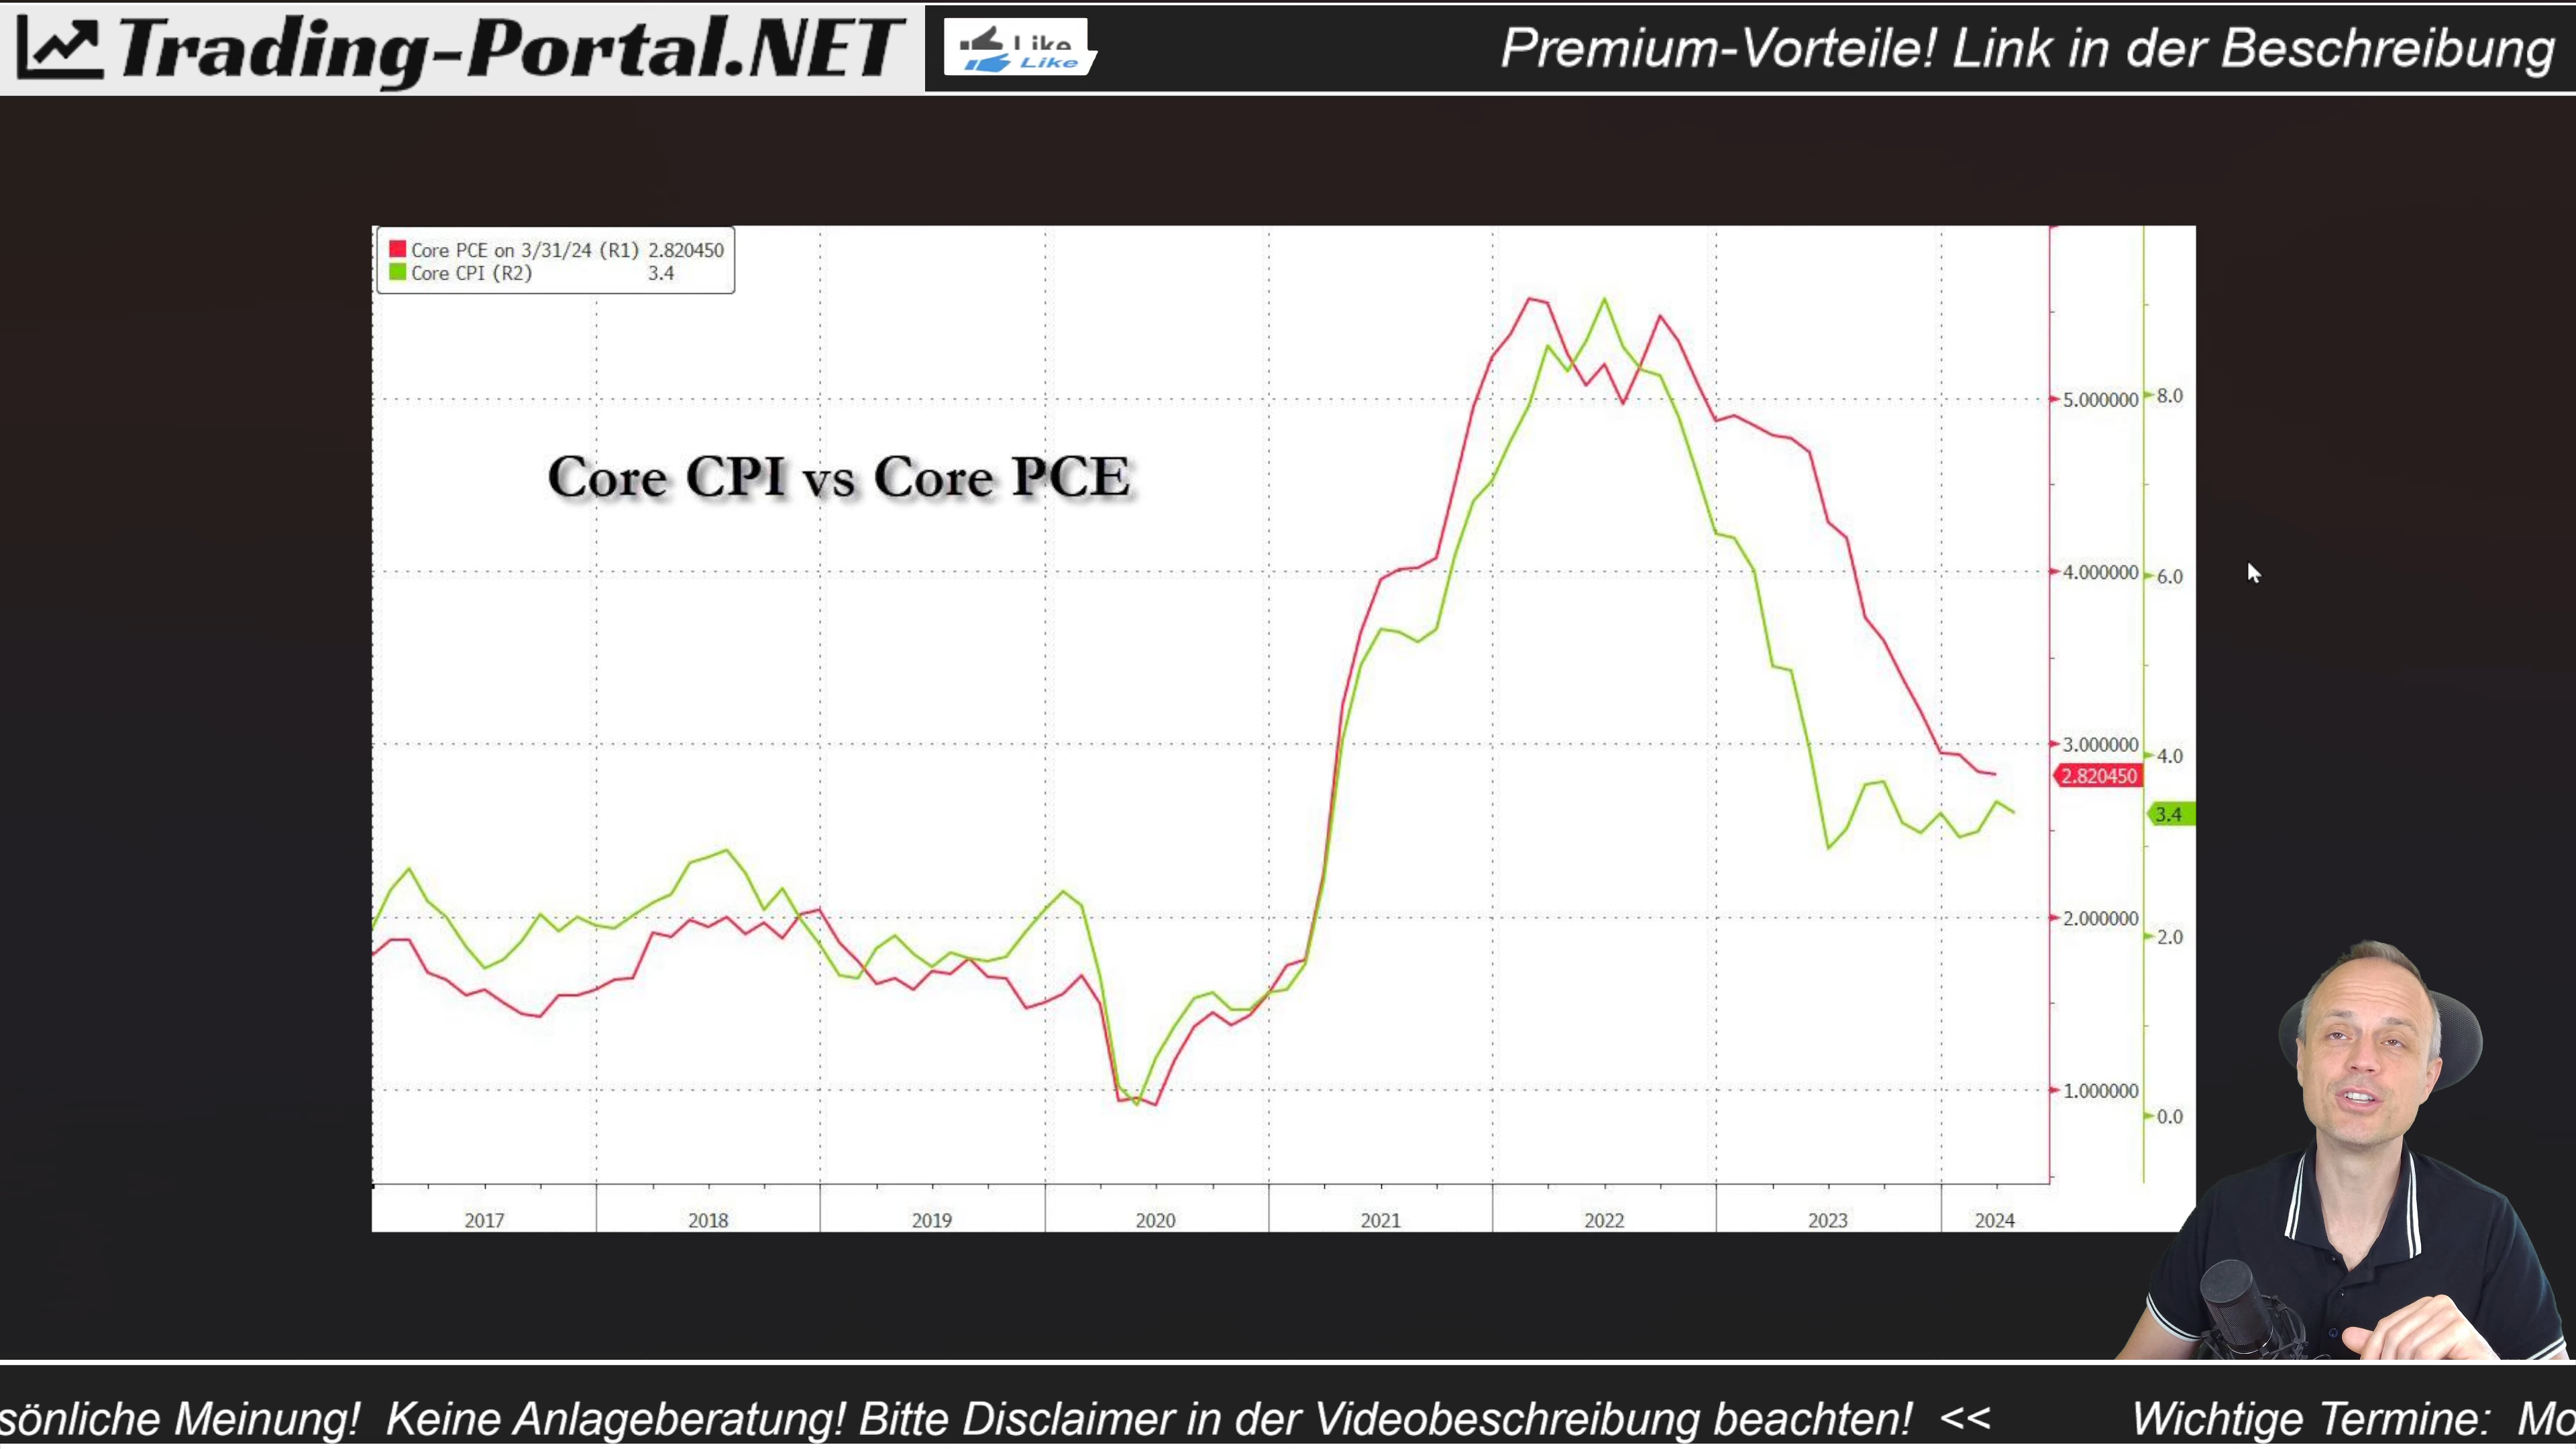 Trading-Portal.NET
Like
Like
Premium-Vorteile! Link in der Beschreibung
Core PCE on 3/31/24 (R1) 2.820450
Core CPI (R2) 3.4
Core CPI vs Core PCE
5.000000
8.0
4.000000
6.0
3.000000
4.0
2.820450
3.4
2.000000
2.0
1.000000
0.0
2017 2018 2019 2020 2021 2022 2023 2024
sönliche Meinung! Keine Anlageberatung! Bitte Disclaimer in der Videobeschreibung beachten! << Wichtige Termine: Mo